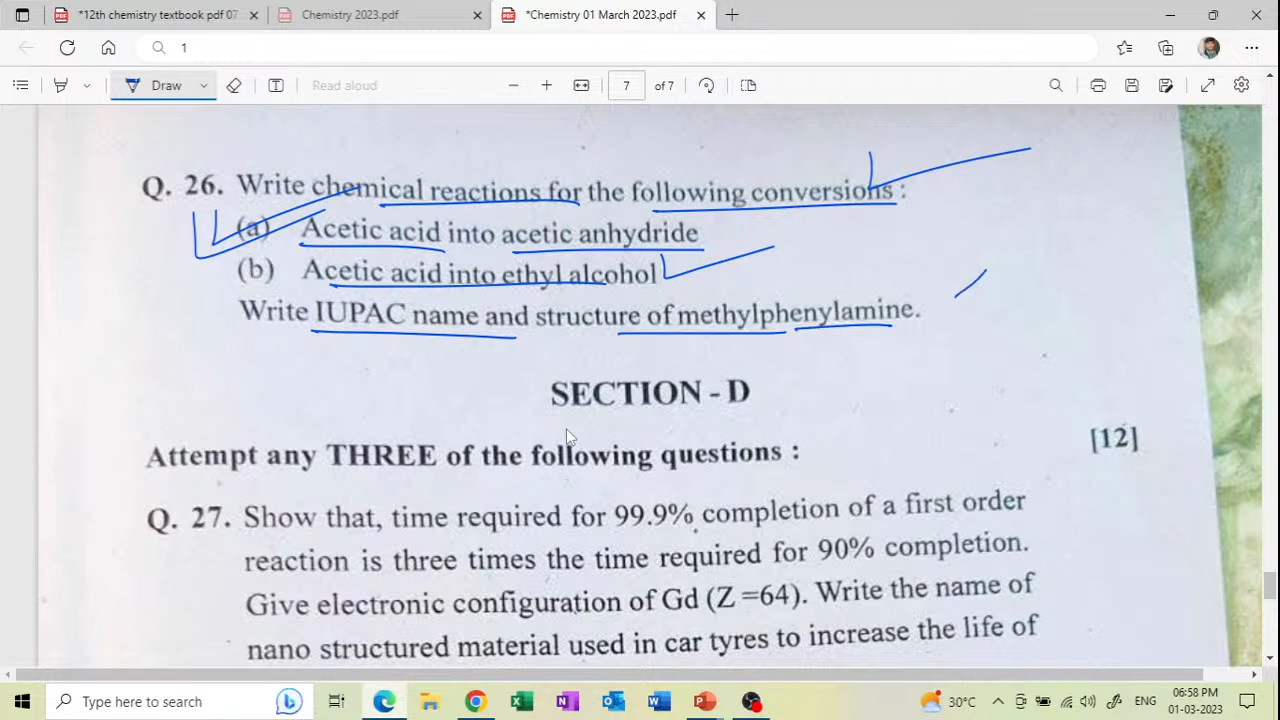 *12th chemistry textbook pdf 07
Chemistry 2023.pdf
*Chemistry 01 March 2023.pdf
1
Draw
Read aloud
7
of 7
Q. 26. Write chemical reactions for the following conversions :
(a) Acetic acid into acetic anhydride
(b) Acetic acid into ethyl alcohol
Write IUPAC name and structure of methylphenylamine.
SECTION - D
Attempt any THREE of the following questions : [12]
Q. 27. Show that, time required for 99.9% completion of a first order
reaction is three times the time required for 90% completion.
Give electronic configuration of Gd (Z =64). Write the name of
nano structured material used in car tyres to increase the life of
Type here to search
30°C
ENG
06:58 PM
01-03-2023